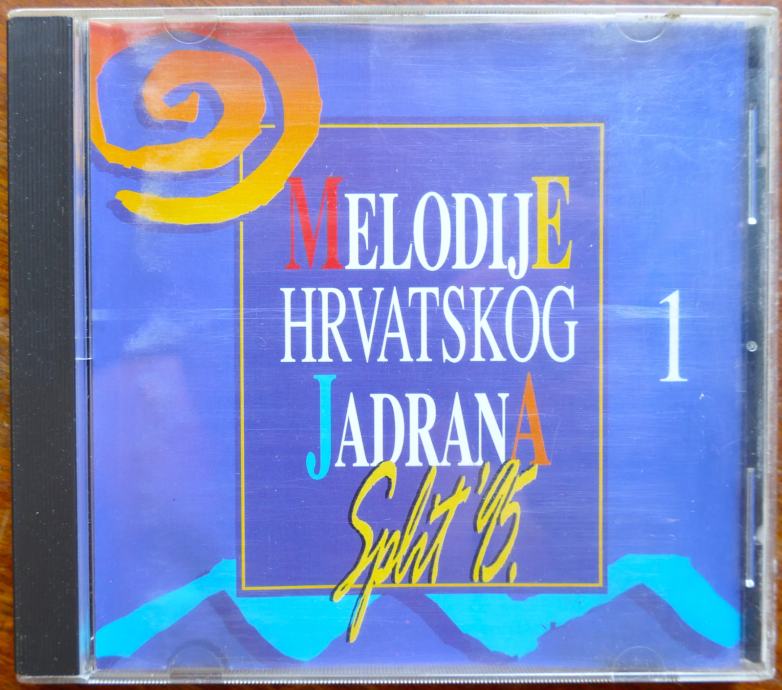 MELODIJE
HRVATSKOG
JADRANA
Split '95.
1